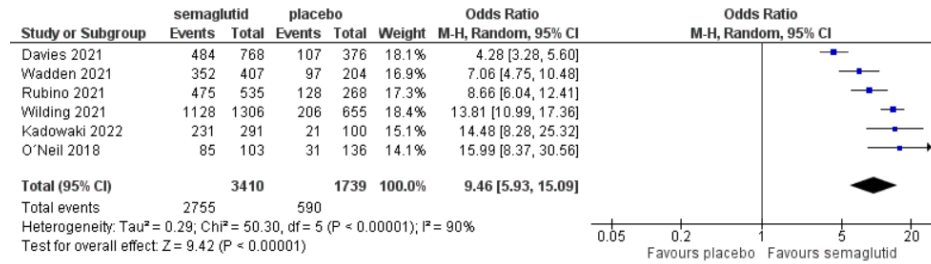 semaglutid placebo Odds Ratio Odds Ratio
Study or Subgroup Events Total Events Total Weight M-H, Random, 95% CI M-H, Random, 95% CI
Davies 2021 484 768 107 376 18.1% 4.28 [3.28, 5.60]
Wadden 2021 352 407 97 204 16.9% 7.06 [4.75, 10.48]
Rubino 2021 475 535 128 268 17.3% 8.66 [6.04, 12.41]
Wilding 2021 1128 1306 206 655 18.4% 13.81 [10.99, 17.36]
Kadowaki 2022 231 291 21 100 15.1% 14.48 [8.28, 25.32]
O´Neil 2018 85 103 31 136 14.1% 15.99 [8.37, 30.56]
Total (95% CI) 3410 1739 100.0% 9.46 [5.93, 15.09]
Total events 2755 590
Heterogeneity: Tau² = 0.29; Chi² = 50.30, df = 5 (P < 0.00001); I² = 90%
Test for overall effect: Z = 9.42 (P < 0.00001)
0.05 0.2 1 5 20
Favours placebo Favours semaglutid